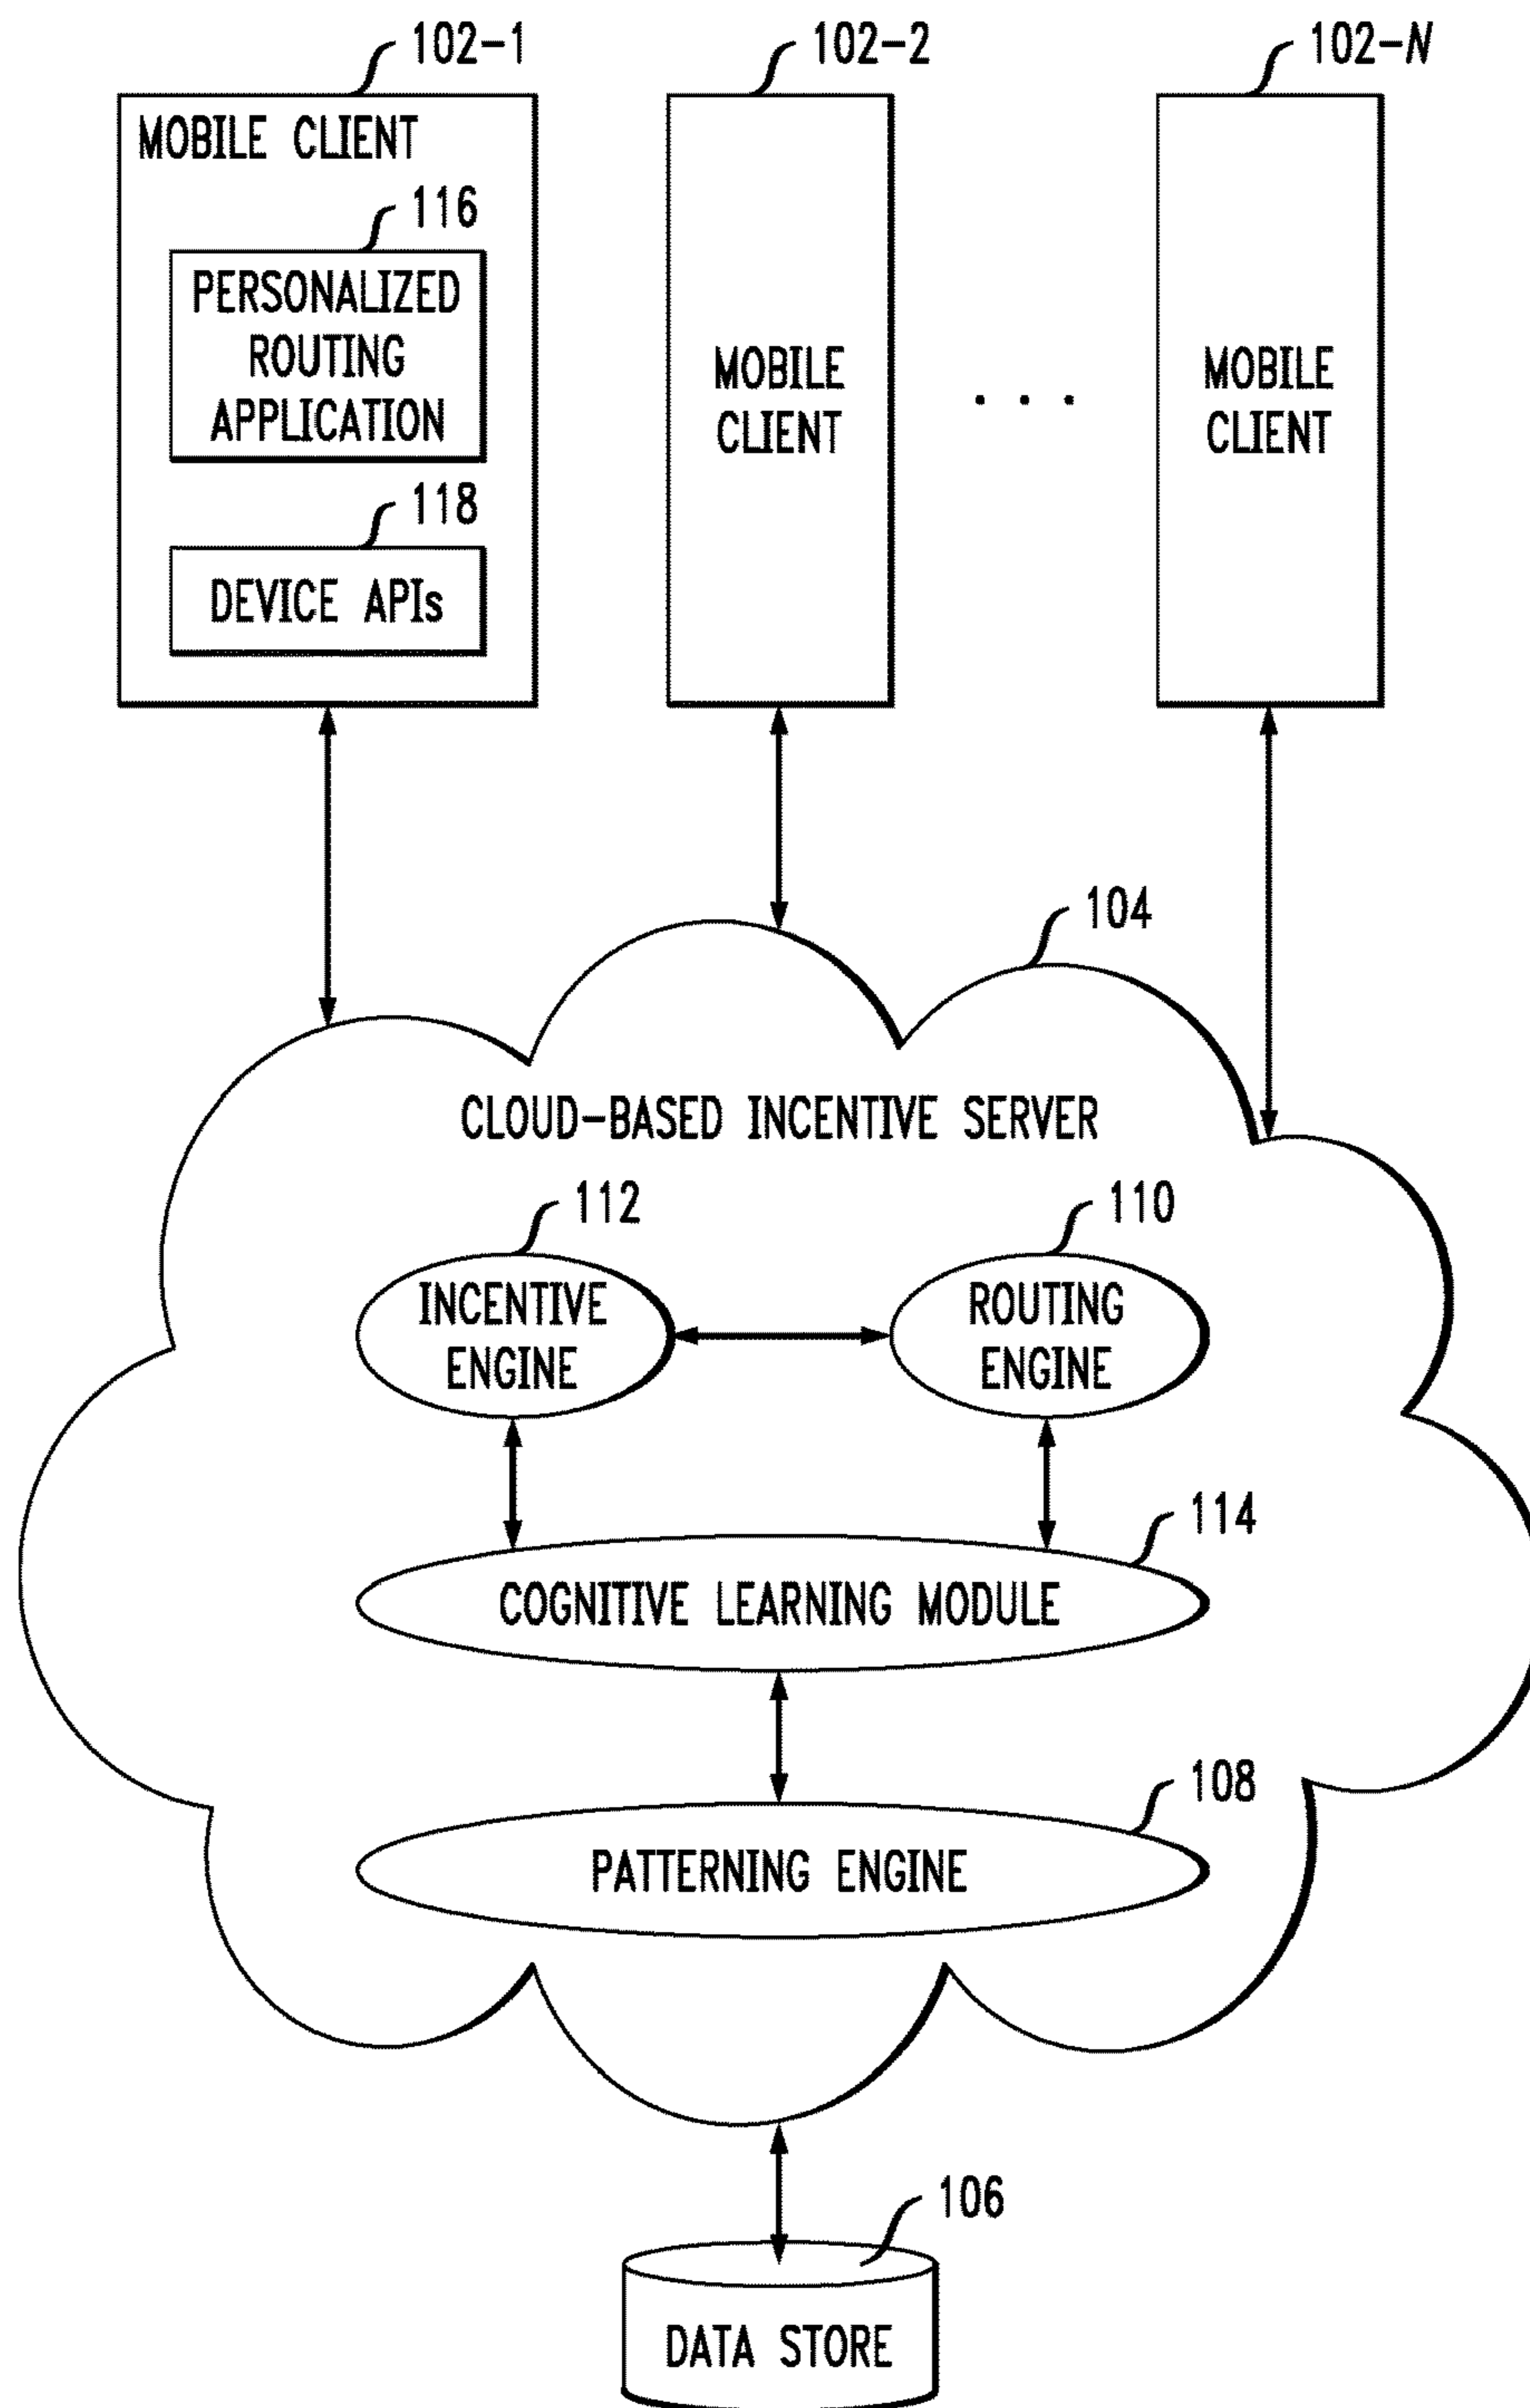 102-1
102-2
102-N
MOBILE CLIENT
116
PERSONALIZED
ROUTING
APPLICATION
118
DEVICE APIs
MOBILE
CLIENT
. . .
MOBILE
CLIENT
104
CLOUD-BASED INCENTIVE SERVER
112
110
INCENTIVE
ENGINE
ROUTING
ENGINE
114
COGNITIVE LEARNING MODULE
108
PATTERNING ENGINE
106
DATA STORE